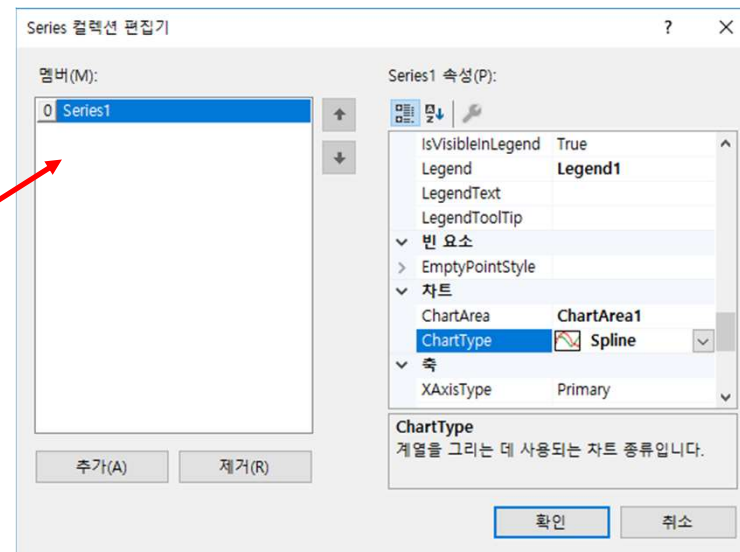 Series 컬렉션 편집기 ? ×
멤버(M):
0 Series1
추가(A) 제거(R)
Series1 속성(P):
IsVisibleInLegend True
Legend Legend1
LegendText
LegendToolTip
빈 요소
EmptyPointStyle
차트
ChartArea ChartArea1
ChartType Spline
축
XAxisType Primary
ChartType
계열을 그리는 데 사용되는 차트 종류입니다.
확인 취소